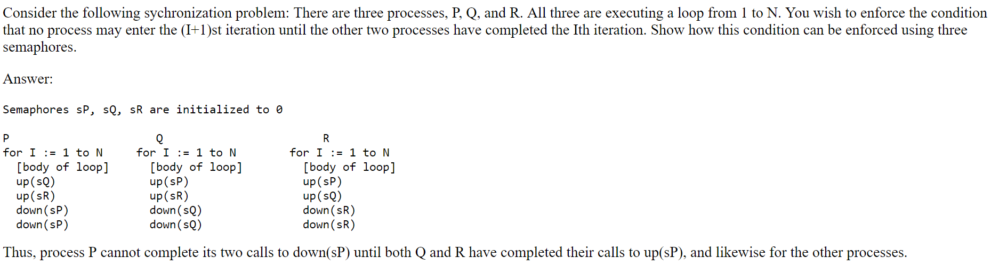 Consider the following sychronization problem: There are three processes, P, Q, and R. All three are executing a loop from 1 to N. You wish to enforce the condition
that no process may enter the (I+1)st iteration until the other two processes have completed the Ith iteration. Show how this condition can be enforced using three
semaphores.
Answer:
Semaphores sP, sQ, sR are initialized to 0
P                   Q                        R
for I := 1 to N     for I := 1 to N        for I := 1 to N
  [body of loop]      [body of loop]         [body of loop]
  up(sQ)              up(sP)                 up(sP)
  up(sR)              up(sR)                 up(sQ)
  down(sP)            down(sQ)               down(sR)
  down(sP)            down(sQ)               down(sR)
Thus, process P cannot complete its two calls to down(sP) until both Q and R have completed their calls to up(sP), and likewise for the other processes.